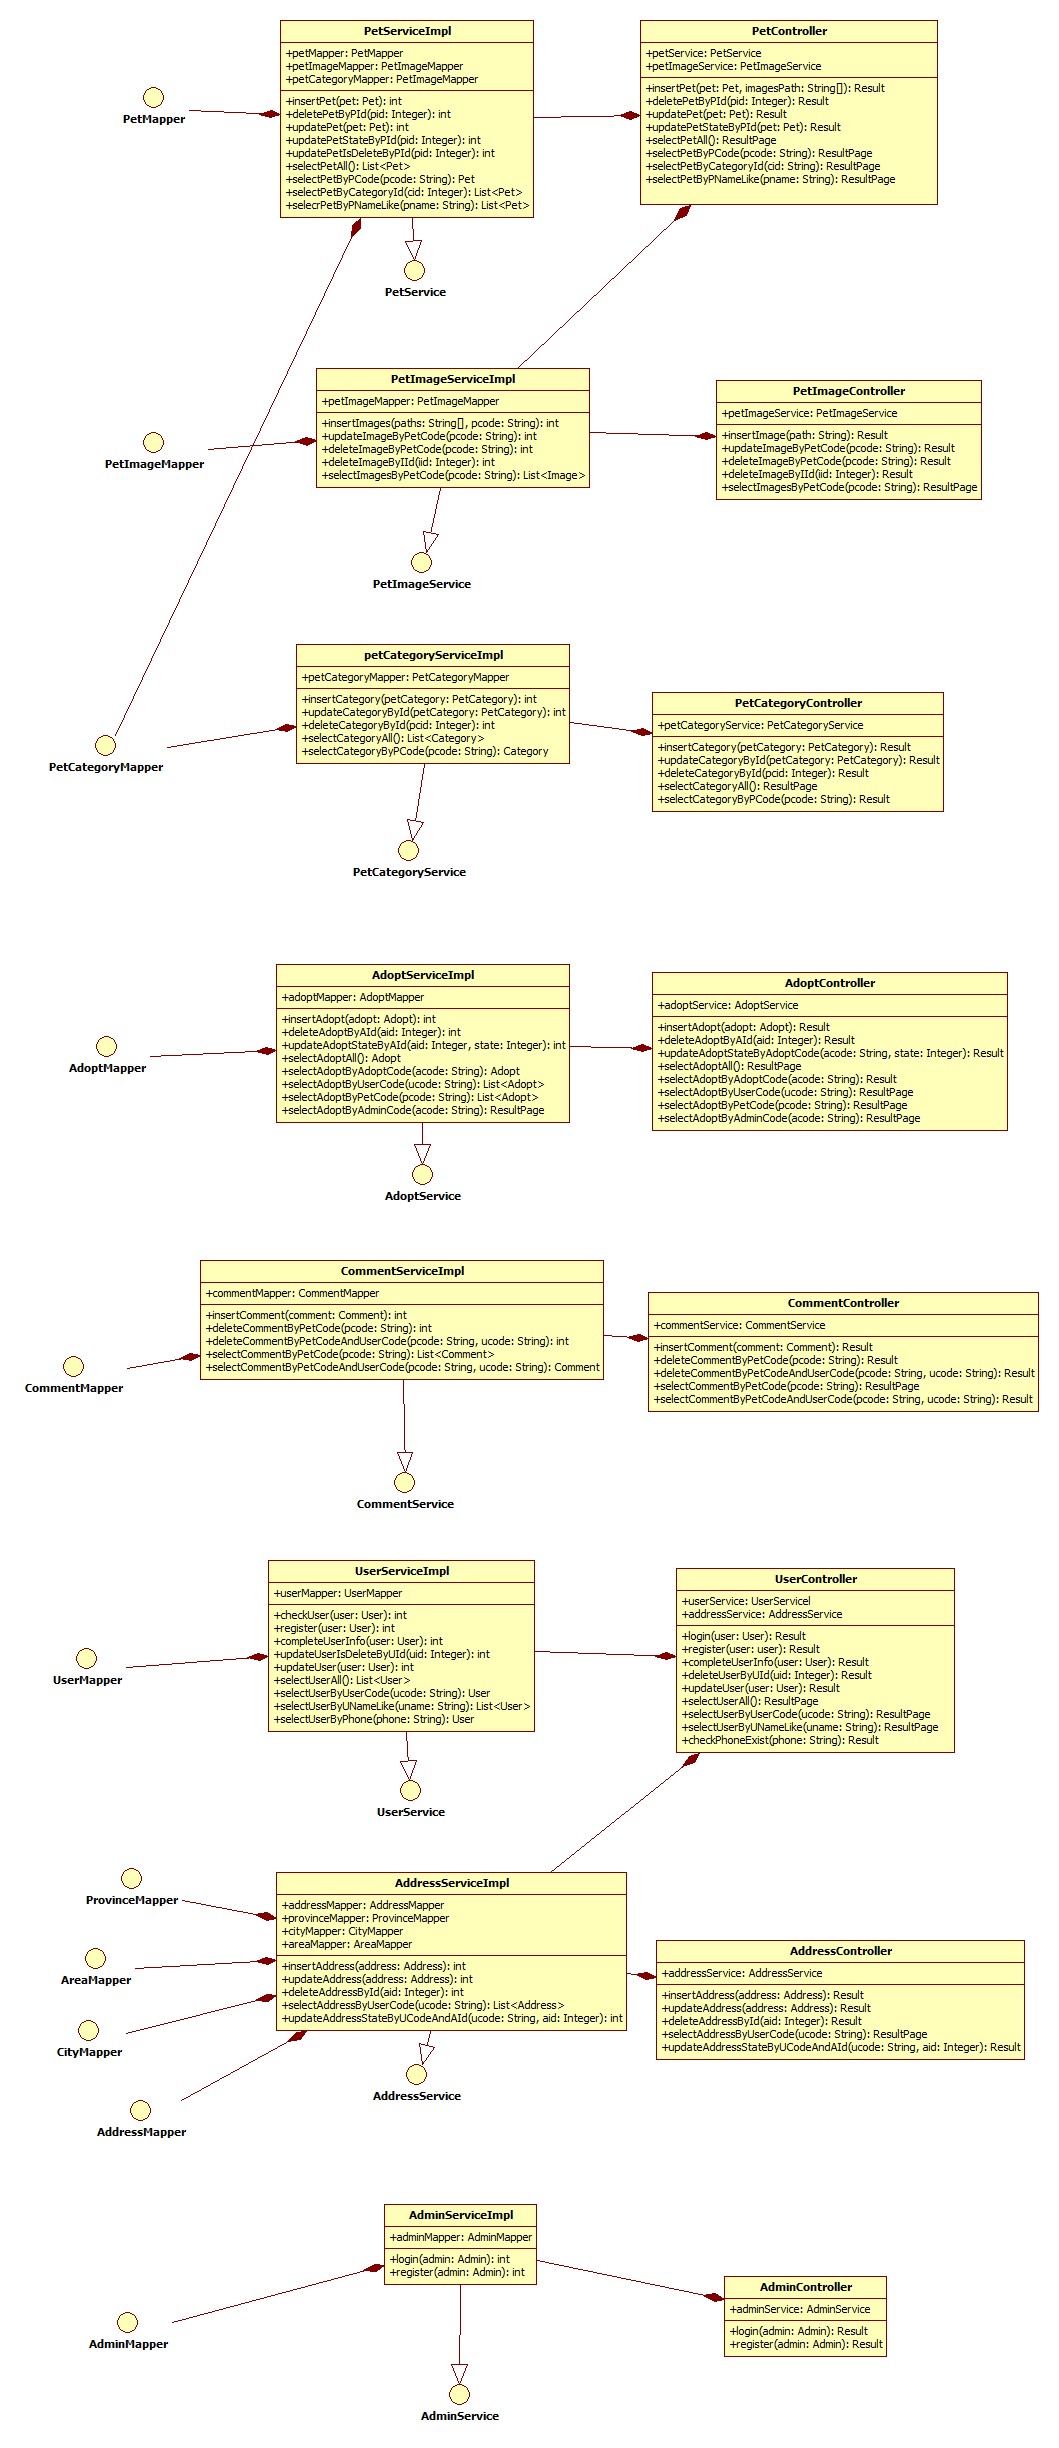 PetServiceImpl
+petMapper: PetMapper
+petImageMapper: PetImageMapper
+petCategoryMapper: PetImageMapper
+insertPet(pet: Pet): int
+deletePetByPId(pid: Integer): int
+updatePet(pet: Pet): int
+updatePetStateByPId(pid: Integer): int
+updatePetIsDeleteByPId(pid: Integer): int
+selectPetAll(): List<Pet>
+selectPetByPCode(pcode: String): Pet
+selectPetByCategoryId(cid: Integer): List<Pet>
+selecrPetByPNameLike(pname: String): List<Pet>
PetController
+petService: PetService
+petImageService: PetImageService
+insertPet(pet: Pet, imagesPath: String[]): Result
+deletePetByPId(pid: Integer): Result
+updatePet(pet: Pet): Result
+updatePetStateByPId(pet: Pet): Result
+selectPetAll(): ResultPage
+selectPetByPCode(pcode: String): ResultPage
+selectPetByCategoryId(cid: String): ResultPage
+selectPetByPNameLike(pname: String): ResultPage
PetMapper
PetService
PetImageServiceImpl
+petImageMapper: PetImageMapper
+insertImages(paths: String[], pcode: String): int
+updateImageByPetCode(pcode: String): int
+deleteImageByPetCode(pcode: String): int
+deleteImageByIId(iid: Integer): int
+selectImagesByPetCode(pcode: String): List<Image>
PetImageController
+petImageService: PetImageService
+insertImage(path: String): Result
+updateImageByPetCode(pcode: String): Result
+deleteImageByPetCode(pcode: String): Result
+deleteImageByIId(iid: Integer): Result
+selectImagesByPetCode(pcode: String): ResultPage
PetImageMapper
PetImageService
petCategoryServiceImpl
+petCategoryMapper: PetCategoryMapper
+insertCategory(petCategory: PetCategory): int
+updateCategoryById(petCategory: PetCategory): int
+deleteCategoryById(pcid: Integer): int
+selectCategoryAll(): List<Category>
+selectCategoryByPCode(pcode: String): Category
PetCategoryController
+petCategoryService: PetCategoryService
+insertCategory(petCategory: PetCategory): Result
+updateCategoryById(petCategory: PetCategory): Result
+deleteCategoryById(pcid: Integer): Result
+selectCategoryAll(): ResultPage
+selectCategoryByPCode(pcode: String): Result
PetCategoryMapper
PetCategoryService
AdoptServiceImpl
+adoptMapper: AdoptMapper
+insertAdopt(adopt: Adopt): int
+deleteAdoptByAId(aid: Integer): int
+updateAdoptStateByAId(aid: Integer, state: Integer): int
+selectAdoptAll(): Adopt
+selectAdoptByAdoptCode(acode: String): Adopt
+selectAdoptByUserCode(ucode: String): List<Adopt>
+selectAdoptByPetCode(pcode: String): List<Adopt>
+selectAdoptByAdminCode(acode: String): ResultPage
AdoptController
+adoptService: AdoptService
+insertAdopt(adopt: Adopt): Result
+deleteAdoptByAId(aid: Integer): Result
+updateAdoptStateByAdoptCode(acode: String, state: Integer): Result
+selectAdoptAll(): ResultPage
+selectAdoptByAdoptCode(acode: String): Result
+selectAdoptByUserCode(ucode: String): ResultPage
+selectAdoptByPetCode(pcode: String): ResultPage
+selectAdoptByAdminCode(acode: String): ResultPage
AdoptMapper
AdoptService
CommentServiceImpl
+commentMapper: CommentMapper
+insertComment(comment: Comment): int
+deleteCommentByPetCode(pcode: String): int
+deleteCommentByPetCodeAndUserCode(pcode: String, ucode: String): int
+selectCommentByPetCode(pcode: String): List<Comment>
+selectCommentByPetCodeAndUserCode(pcode: String, ucode: String): Comment
CommentController
+commentService: CommentService
+insertComment(comment: Comment): Result
+deleteCommentByPetCode(pcode: String): Result
+deleteCommentByPetCodeAndUserCode(pcode: String, ucode: String): Result
+selectCommentByPetCode(pcode: String): ResultPage
+selectCommentByPetCodeAndUserCode(pcode: String, ucode: String): Result
CommentMapper
CommentService
UserServiceImpl
+userMapper: UserMapper
+checkUser(user: User): int
+register(user: User): int
+completeUserInfo(user: User): int
+updateUserIsDeleteByUId(uid: Integer): int
+updateUser(user: User): int
+selectUserAll(): List<User>
+selectUserByUserCode(ucode: String): User
+selectUserByUNameLike(uname: String): List<User>
+selectUserByPhone(phone: String): User
UserController
+userService: UserServicel
+addressService: AddressService
+login(user: User): Result
+register(user: user): Result
+completeUserInfo(user: User): Result
+deleteUserByUId(uid: Integer): Result
+updateUser(user: User): Result
+selectUserAll(): ResultPage
+selectUserByUserCode(ucode: String): ResultPage
+selectUserByUNameLike(uname: String): ResultPage
+checkPhoneExist(phone: String): Result
UserMapper
UserService
ProvinceMapper
AreaMapper
CityMapper
AddressMapper
AddressServiceImpl
+addressMapper: AddressMapper
+provinceMapper: ProvinceMapper
+cityMapper: CityMapper
+areaMapper: AreaMapper
+insertAddress(address: Address): int
+updateAddress(address: Address): int
+deleteAddressById(aid: Integer): int
+selectAddressByUserCode(ucode: String): List<Address>
+updateAddressStateByUCodeAndAId(ucode: String, aid: Integer): int
AddressController
+addressService: AddressService
+insertAddress(address: Address): Result
+updateAddress(address: Address): Result
+deleteAddressById(aid: Integer): Result
+selectAddressByUserCode(ucode: String): ResultPage
+updateAddressStateByUCodeAndAId(ucode: String, aid: Integer): Result
AddressService
AdminServiceImpl
+adminMapper: AdminMapper
+login(admin: Admin): int
+register(admin: Admin): int
AdminController
+adminService: AdminService
+login(admin: Admin): Result
+register(admin: Admin): Result
AdminMapper
AdminService